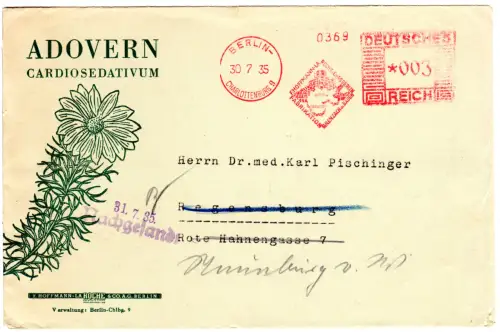 ADOVERN
CARDIOSEDATIVUM
BERLIN-
30.7.35
CHARLOTTENBURG 9
0369
DEUTSCHES
*003
REICH
Herrn Dr.med.Karl Pischinger
Regensburg
Rote Hahnengasse 7
31.7.35.
Nachgesandt
F. HOFFMANN-LA ROCHE & CO. A.G. BERLIN
Verwaltung: Berlin-Chlbg. 9